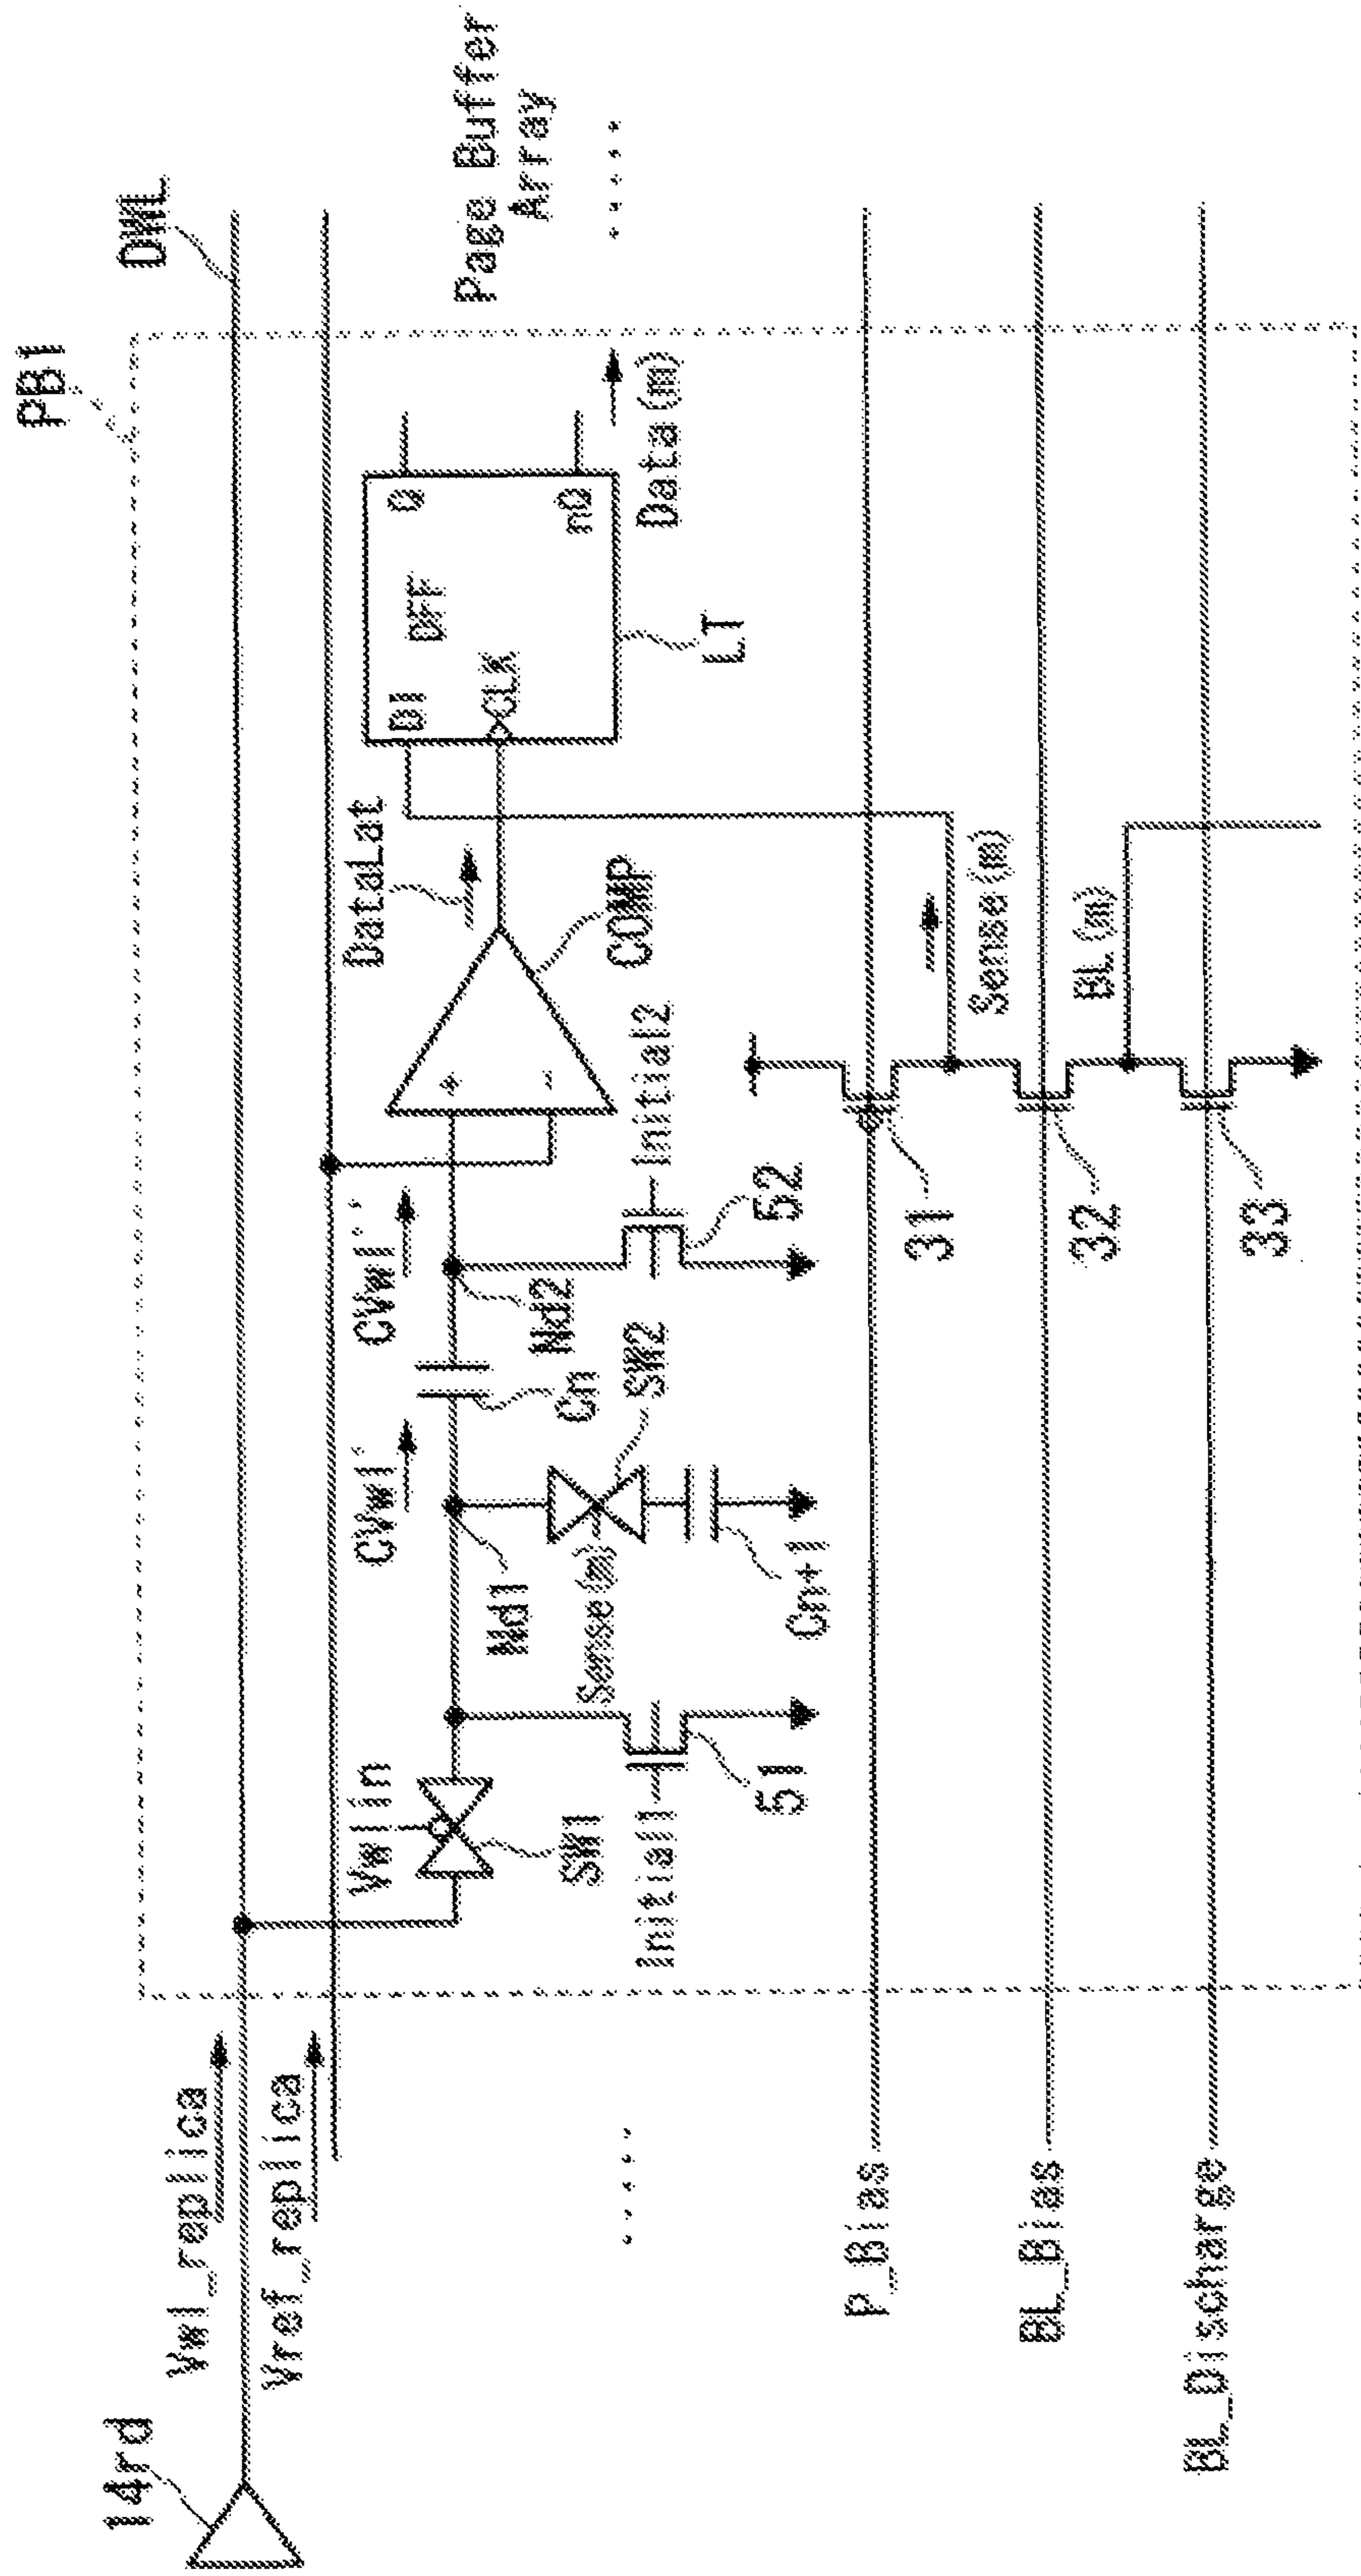 PB1
DWL
14rd
Vwl_replica
Vref_replica
Page Buffer
Array
.....
.....
Vwlin
SW1
Initial1
51
Nd1
CVwl'
Sense(m)
SW2
Cn+1
Cn
CVwl''
Nd2
Initial2
52
+
-
COMP
DataLat
DI
DFF
CLK
Q
nQ
LT
Data(m)
P_Bias
31
Sense(m)
BL_Bias
32
BL(m)
BL_Discharge
33